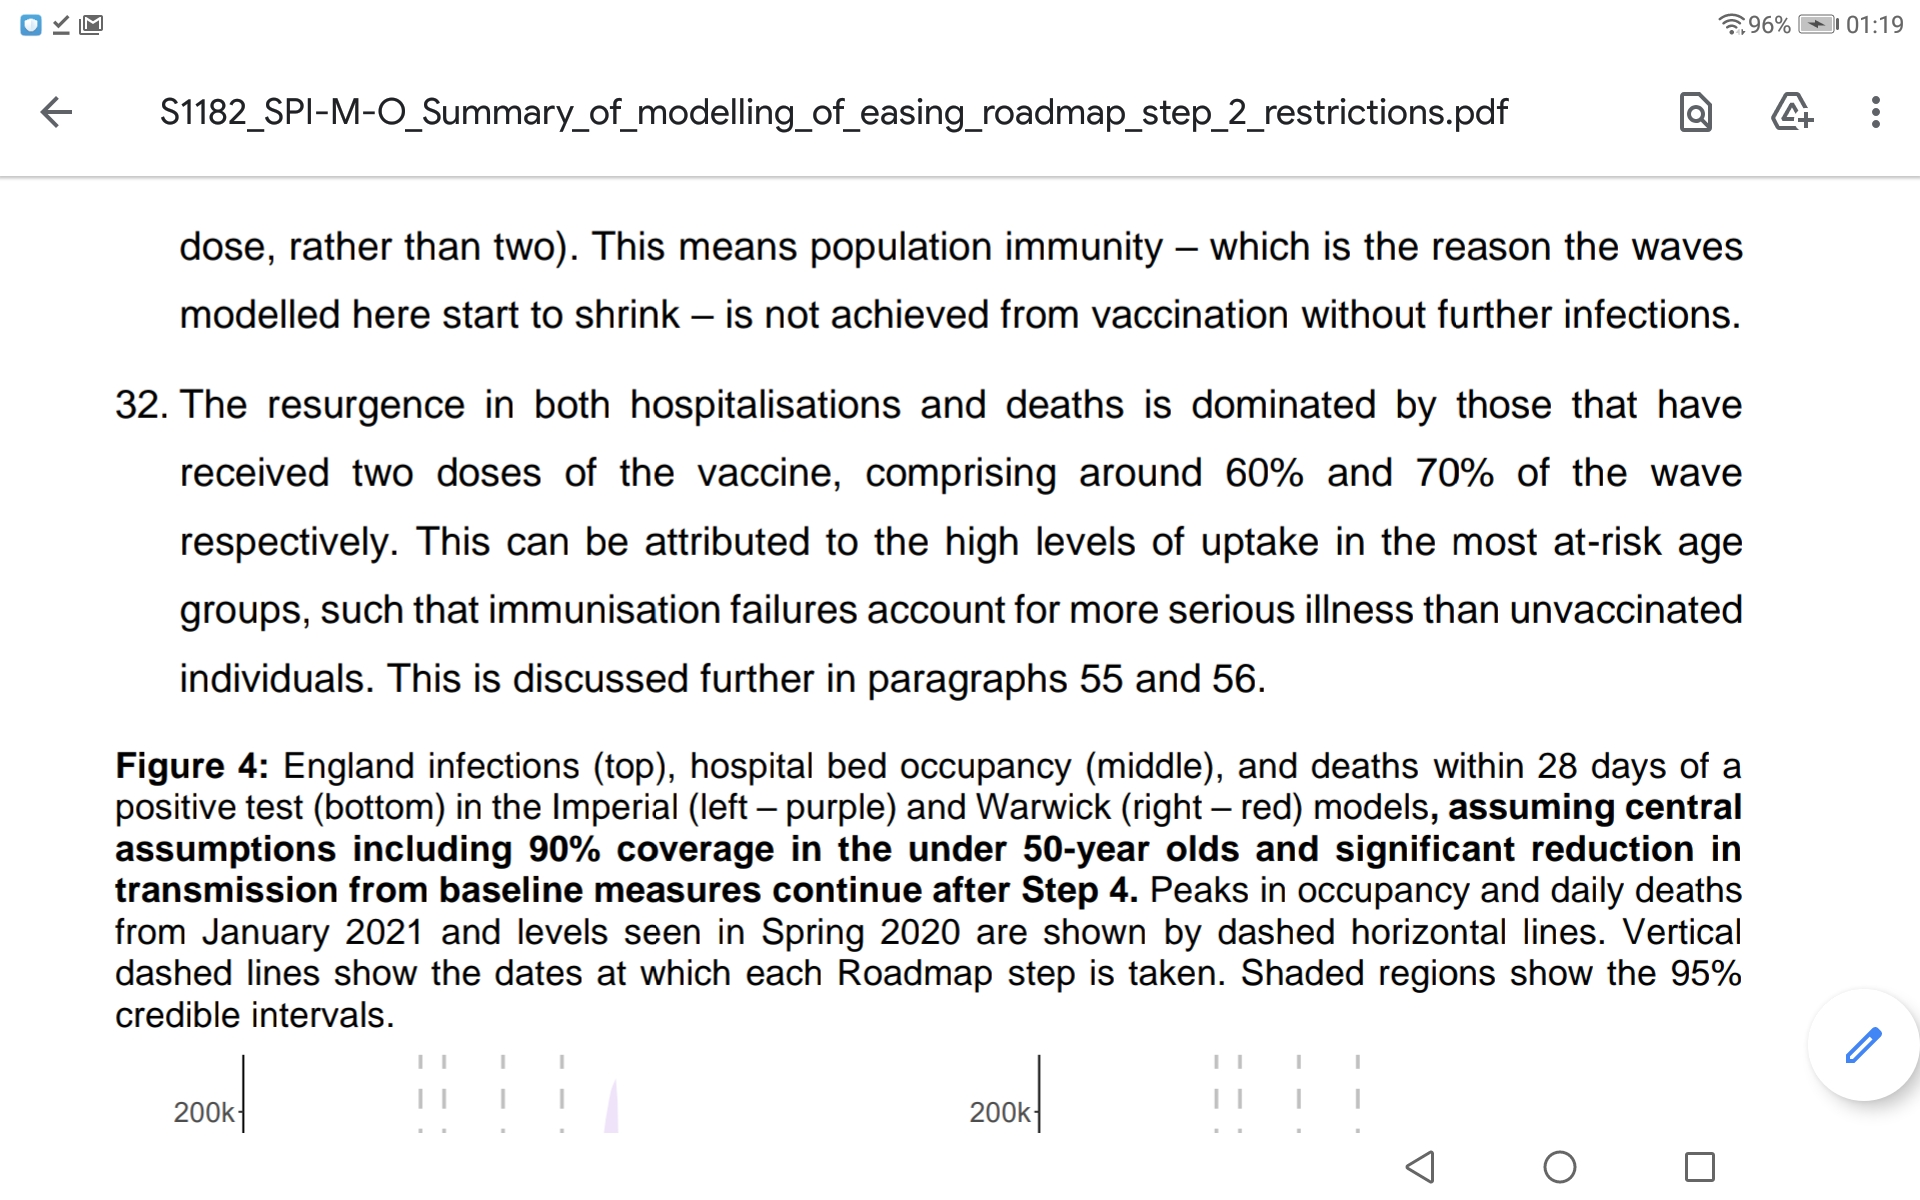 96% 01:19
S1182_SPI-M-O_Summary_of_modelling_of_easing_roadmap_step_2_restrictions.pdf
dose, rather than two). This means population immunity – which is the reason the waves
modelled here start to shrink – is not achieved from vaccination without further infections.
32. The resurgence in both hospitalisations and deaths is dominated by those that have
received two doses of the vaccine, comprising around 60% and 70% of the wave
respectively. This can be attributed to the high levels of uptake in the most at-risk age
groups, such that immunisation failures account for more serious illness than unvaccinated
individuals. This is discussed further in paragraphs 55 and 56.
Figure 4: England infections (top), hospital bed occupancy (middle), and deaths within 28 days of a
positive test (bottom) in the Imperial (left – purple) and Warwick (right – red) models, assuming central
assumptions including 90% coverage in the under 50-year olds and significant reduction in
transmission from baseline measures continue after Step 4. Peaks in occupancy and daily deaths
from January 2021 and levels seen in Spring 2020 are shown by dashed horizontal lines. Vertical
dashed lines show the dates at which each Roadmap step is taken. Shaded regions show the 95%
credible intervals.
200k 200k